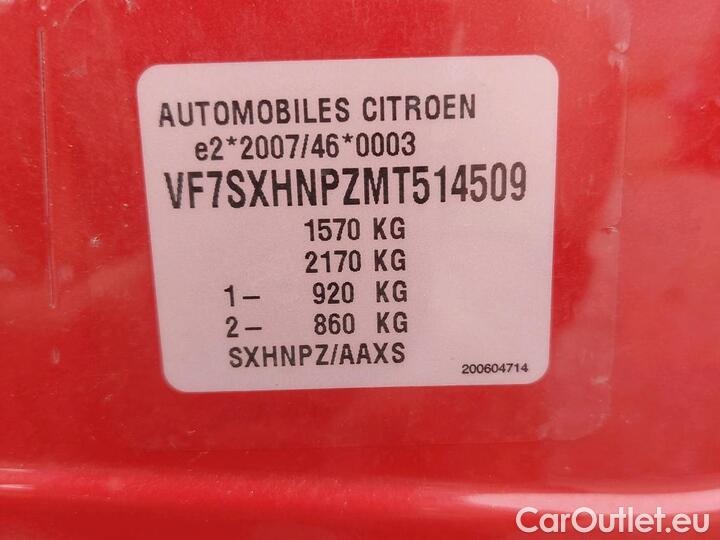 AUTOMOBILES CITROEN
e2*2007/46*0003
VF7SXHNPZMT514509
1570 KG
2170 KG
1- 920 KG
2- 860 KG
SXHNPZ/AAXS
200604714
CarOutlet.eu